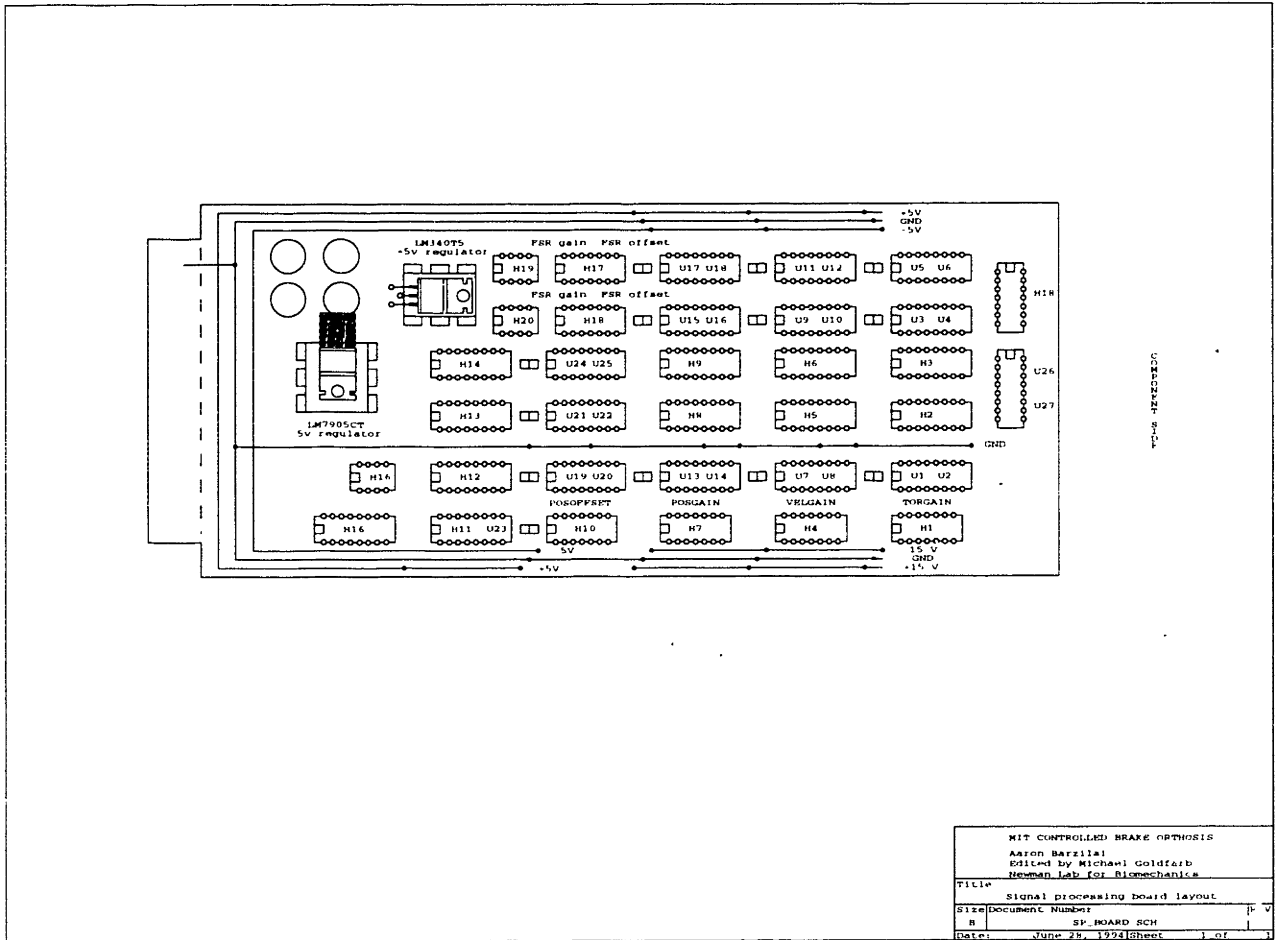 +5V
GND
-5V
LM340T5
+5v regulator
FSR gain FSR offset
H19 H17 U17 U18 U11 U12 U5 U6
H18
FSR gain FSR offset
H20 H18 U15 U16 U9 U10 U3 U4
H14 U24 U25 H9 H6 H3
U26
H13 U21 U22 H8 H5 H2
U27
LM7905CT
5v regulator
GND
H16 H12 U19 U20 U13 U14 U7 U8 U1 U2
POSOFFSET POSGAIN VELGAIN TORGAIN
H16 H11 U23 H10 H7 H4 H1
5V 15 V
GND
+5V +15 V
COMPONENT SIDE
MIT CONTROLLED BRAKE ORTHOSIS
Aaron Barzilai
Edited by Michael Goldfarb
Newman Lab for Biomechanics
Title
Signal processing board layout
Size Document Number
B SP_BOARD SCH
Date: June 28, 1994 Sheet 1 of 1